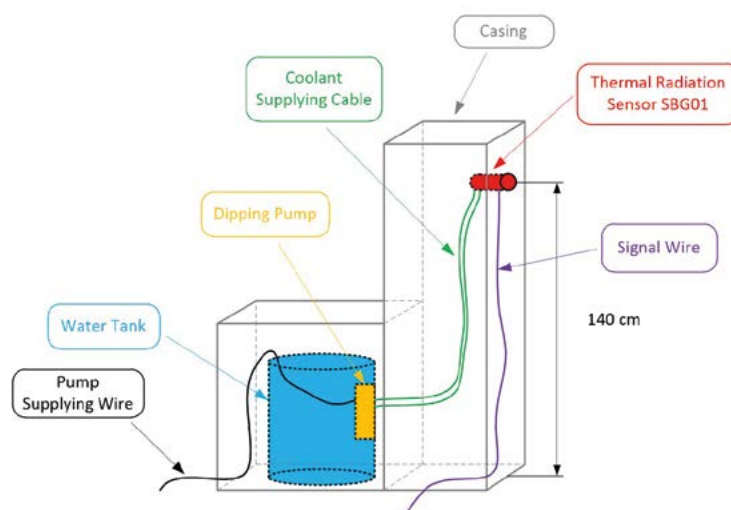 Casing
Coolant
Supplying Cable
Thermal Radiation
Sensor SBG01
Dipping Pump
Signal Wire
Water Tank
140 cm
Pump
Supplying Wire